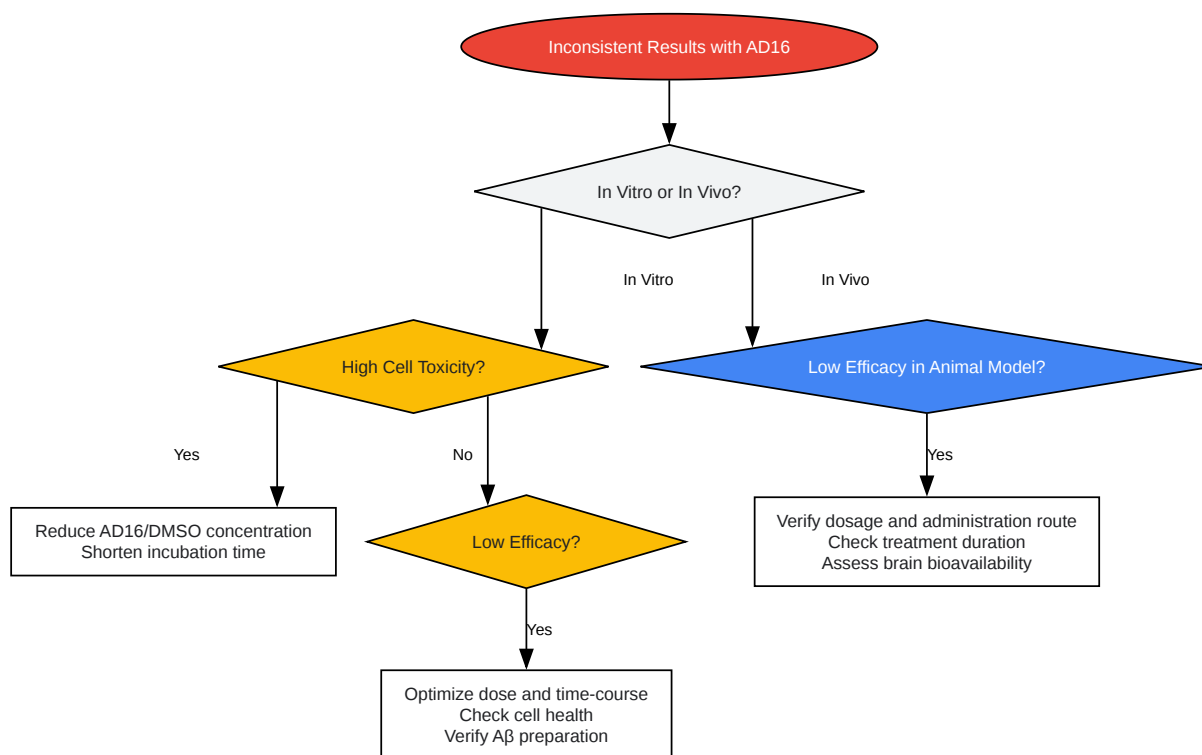 Inconsistent Results with AD16
In Vitro or In Vivo?
In Vitro
In Vivo
High Cell Toxicity?
Low Efficacy in Animal Model?
Yes
No
Yes
Reduce AD16/DMSO concentration
Shorten incubation time
Low Efficacy?
Verify dosage and administration route
Check treatment duration
Assess brain bioavailability
Yes
Optimize dose and time-course
Check cell health
Verify Aβ preparation